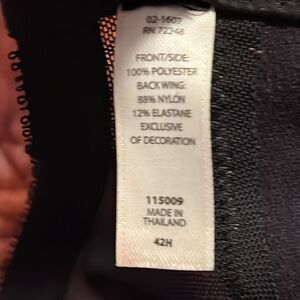 02-1607
RN 72248
FRONT/SIDE:
100% POLYESTER
BACK WING:
88% NYLON
12% ELASTANE
EXCLUSIVE
OF DECORATION
115009
MADE IN
THAILAND
42H